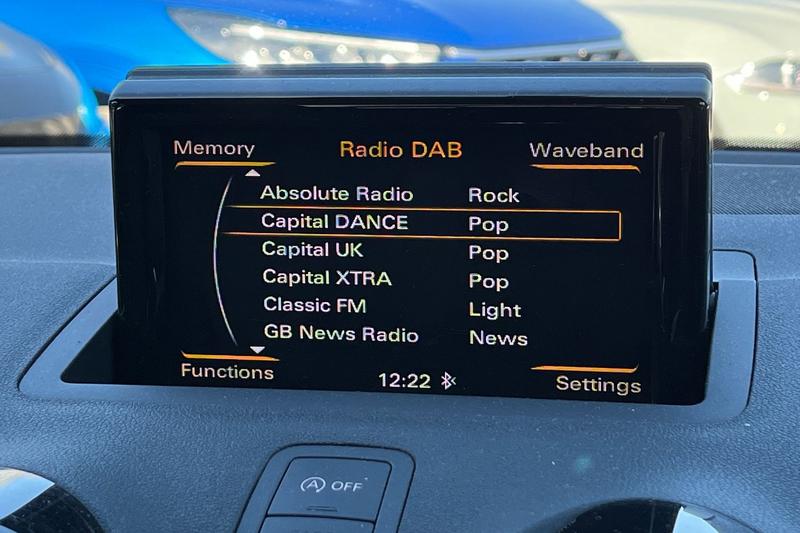 Memory Radio DAB Waveband
Absolute Radio Rock
Capital DANCE Pop
Capital UK Pop
Capital XTRA Pop
Classic FM Light
GB News Radio News
Functions 12:22 Settings
A OFF